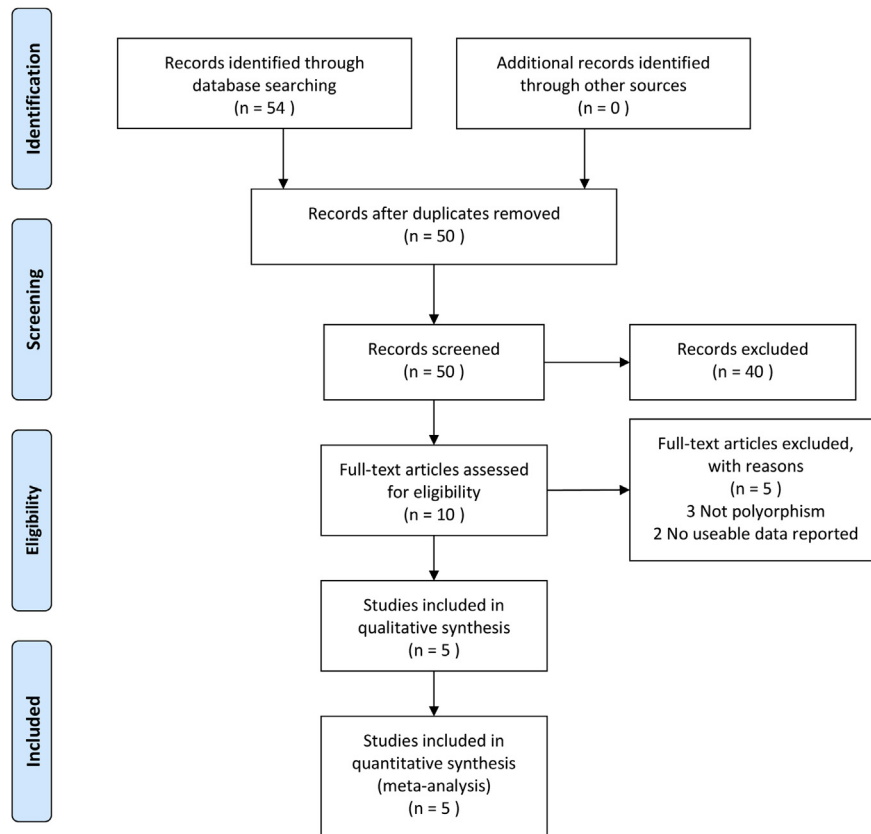 Identification
Records identified through
database searching
(n = 54 )
Additional records identified
through other sources
(n = 0 )
Records after duplicates removed
(n = 50 )
Screening
Records screened
(n = 50 )
Records excluded
(n = 40 )
Eligibility
Full-text articles assessed
for eligibility
(n = 10 )
Full-text articles excluded,
with reasons
(n = 5 )
3 Not polyorphism
2 No useable data reported
Studies included in
qualitative synthesis
(n = 5 )
Included
Studies included in
quantitative synthesis
(meta-analysis)
(n = 5 )